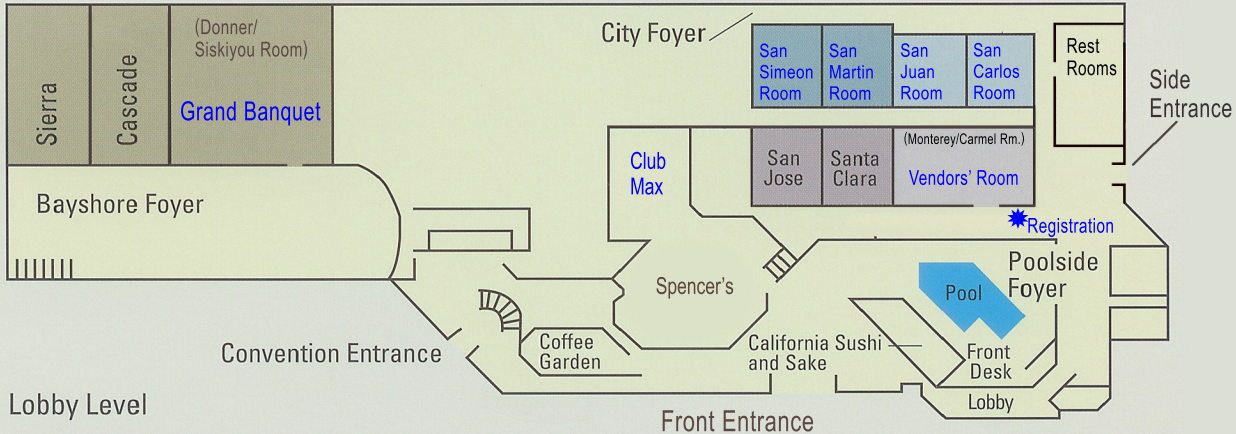 (Donner/
Siskiyou Room)
Sierra
Cascade
Grand Banquet
City Foyer
San
Simeon
Room
San
Martin
Room
San
Juan
Room
San
Carlos
Room
Rest
Rooms
Side
Entrance
Club
Max
San
Jose
Santa
Clara
(Monterey/Carmel Rm.)
Vendors' Room
Bayshore Foyer
Registration
Poolside
Foyer
Spencer's
Pool
Convention Entrance
Coffee
Garden
California Sushi
and Sake
Front
Desk
Lobby
Lobby Level
Front Entrance